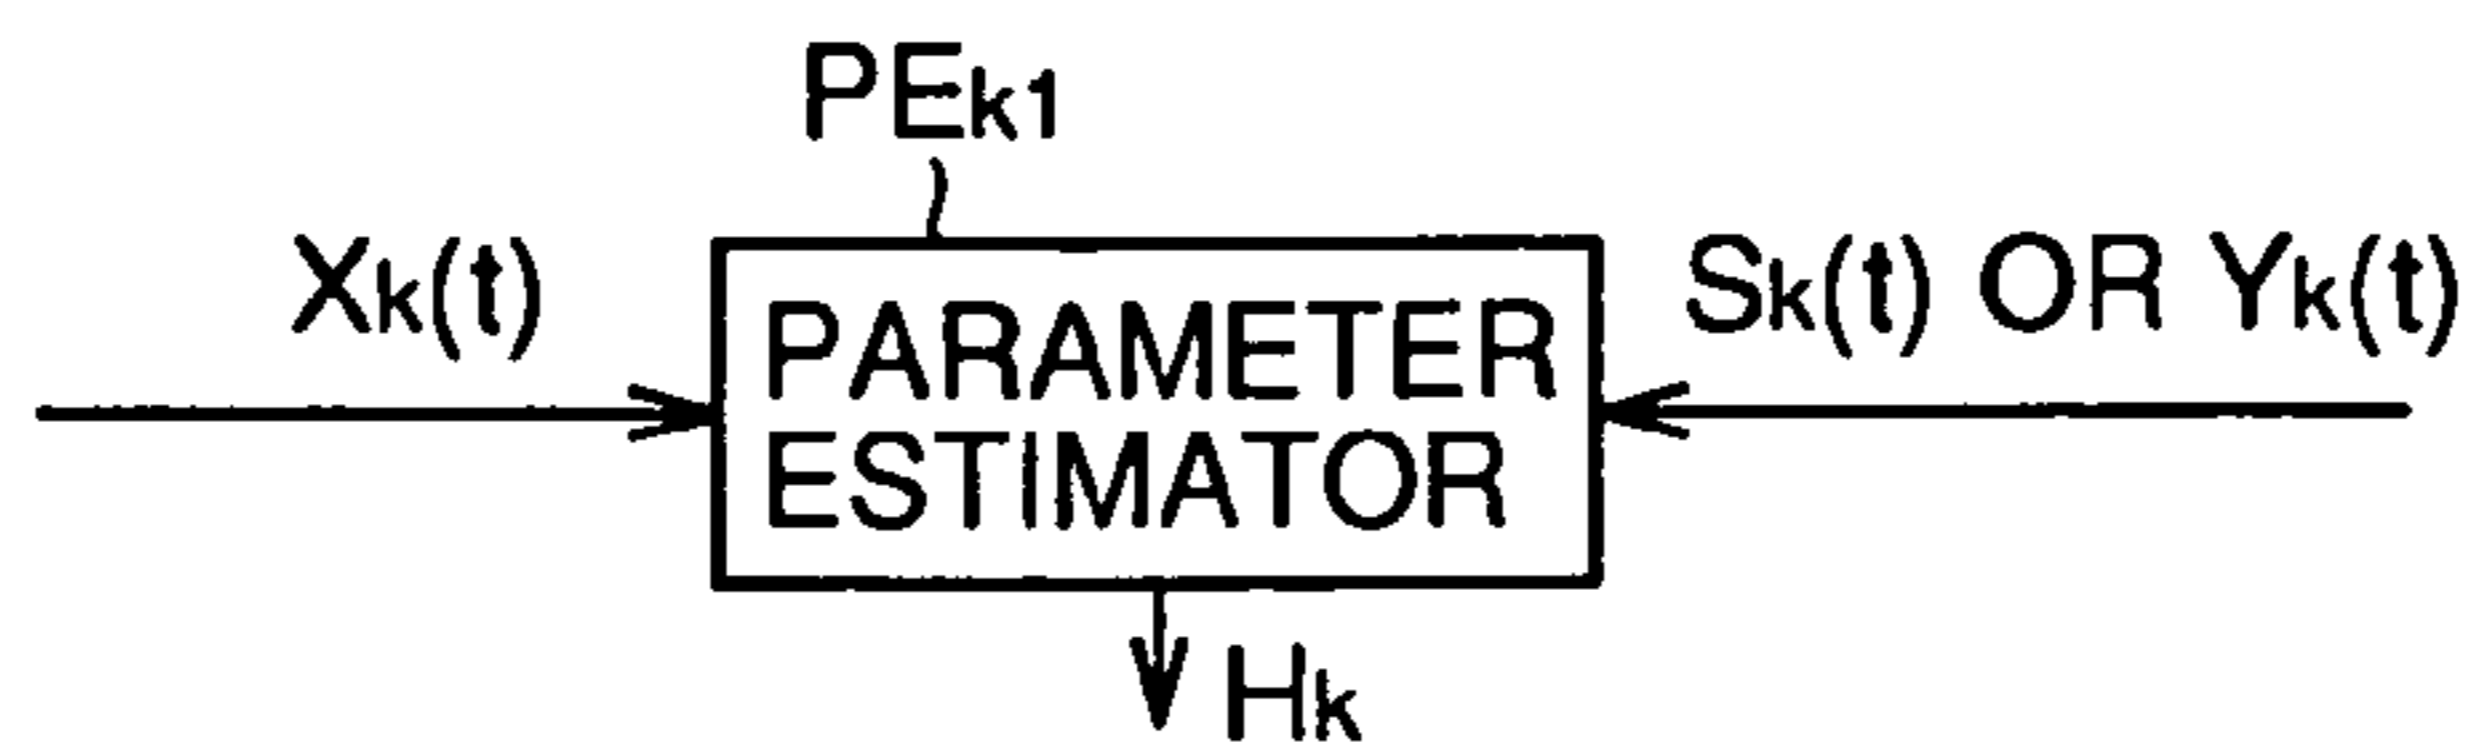 PEk1
Xk(t)
Sk(t) OR Yk(t)
PARAMETER
ESTIMATOR
Hk